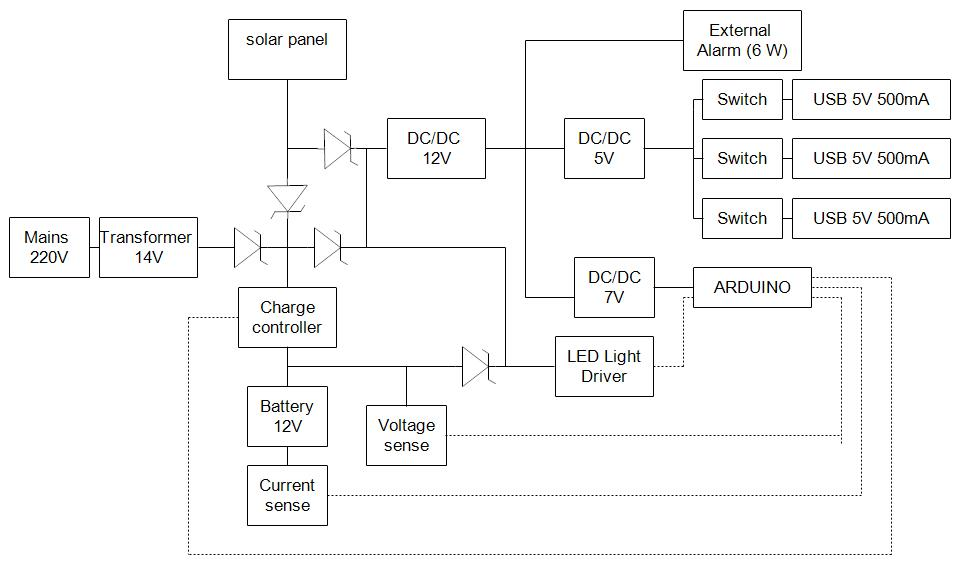 solar panel
External
Alarm (6 W)
Switch
USB 5V 500mA
DC/DC
12V
DC/DC
5V
Switch
USB 5V 500mA
Switch
USB 5V 500mA
Mains
220V
Transformer
14V
DC/DC
7V
ARDUINO
Charge
controller
LED Light
Driver
Battery
12V
Voltage
sense
Current
sense